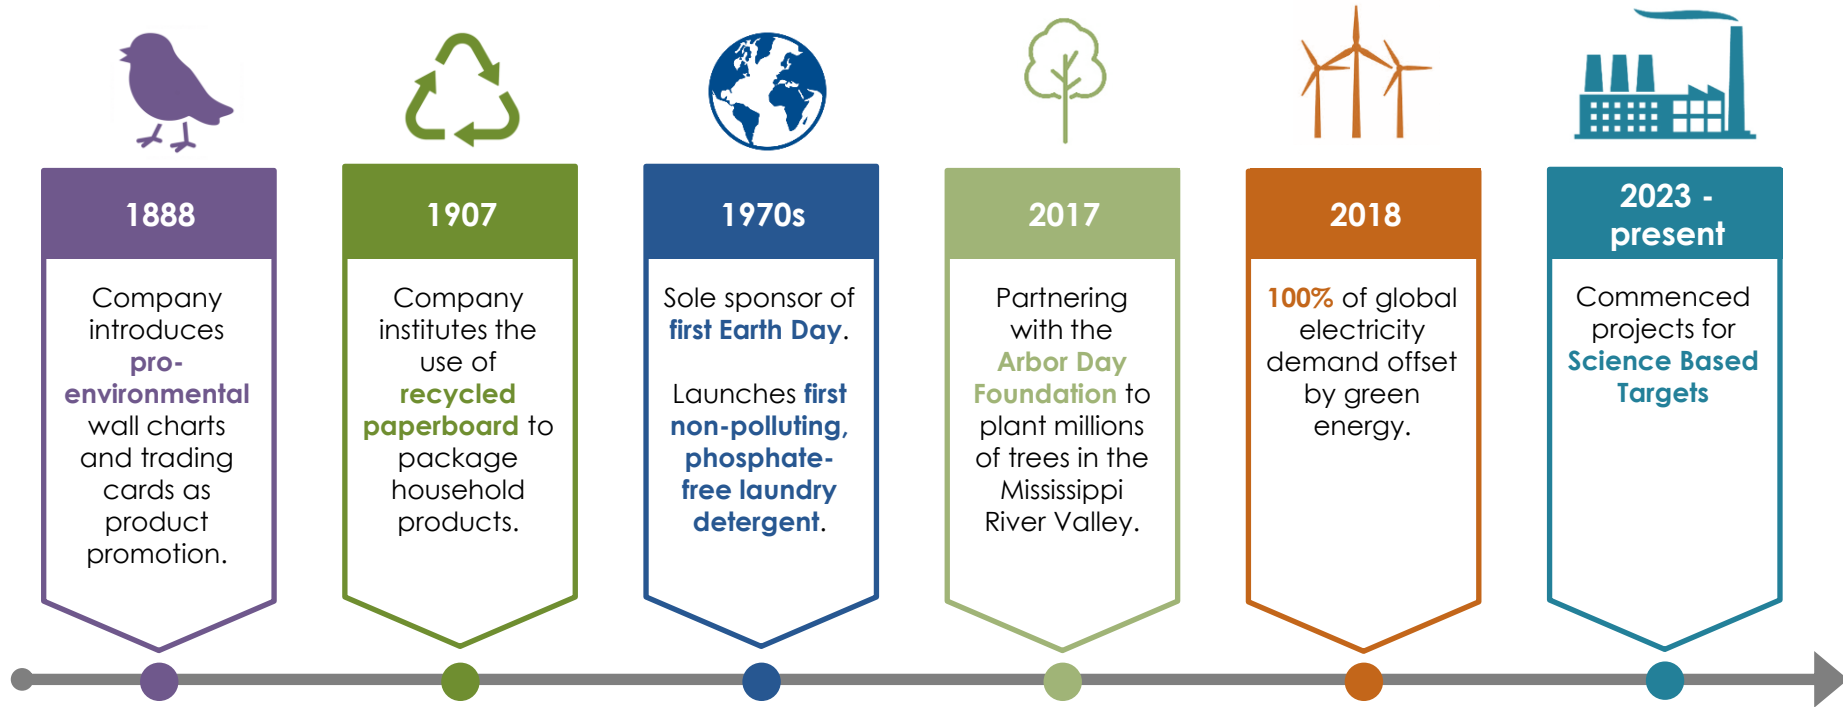 1888
Company
introduces
pro-
environmental
wall charts
and trading
cards as
product
promotion.
1907
Company
institutes the
use of
recycled
paperboard to
package
household
products.
1970s
Sole sponsor of
first Earth Day.
Launches first
non-polluting,
phosphate-
free laundry
detergent.
2017
Partnering
with the
Arbor Day
Foundation to
plant millions
of trees in the
Mississippi
River Valley.
2018
100% of global
electricity
demand offset
by green
energy.
2023 -
present
Commenced
projects for
Science Based
Targets